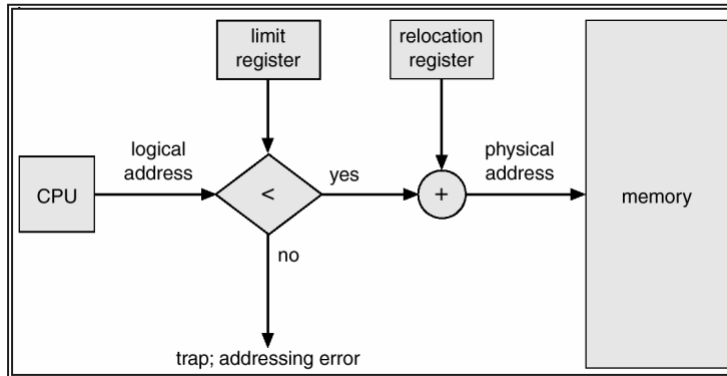 limit
register
relocation
register
logical
address
physical
address
CPU
<
yes
+
memory
no
trap; addressing error